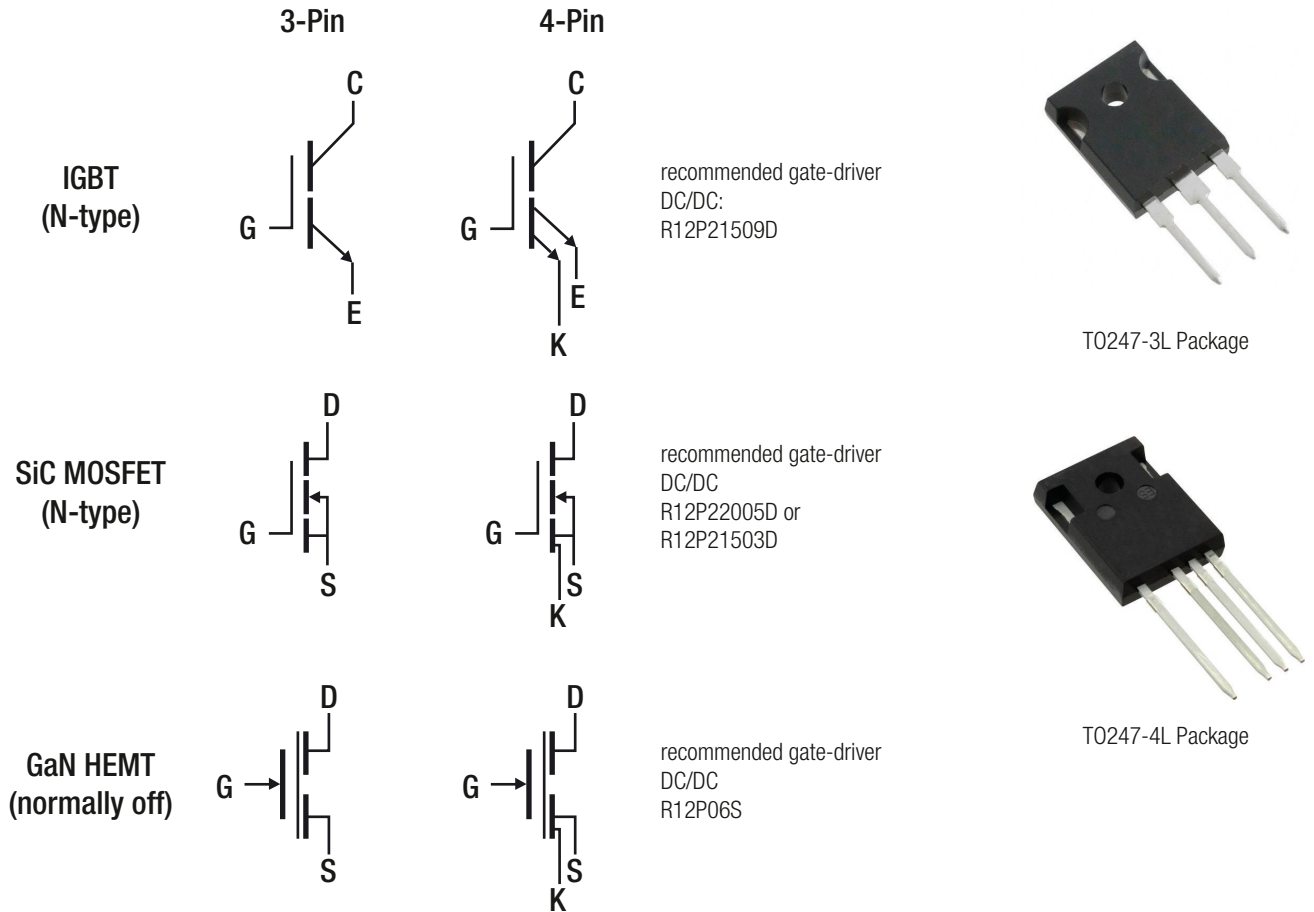 3-Pin
4-Pin
IGBT
(N-type)
C
G
E
C
G
E
K
recommended gate-driver
DC/DC:
R12P21509D
TO247-3L Package
SiC MOSFET
(N-type)
D
G
S
D
G
S
K
recommended gate-driver
DC/DC
R12P22005D or
R12P21503D
TO247-4L Package
GaN HEMT
(normally off)
D
G
S
D
G
S
K
recommended gate-driver
DC/DC
R12P06S